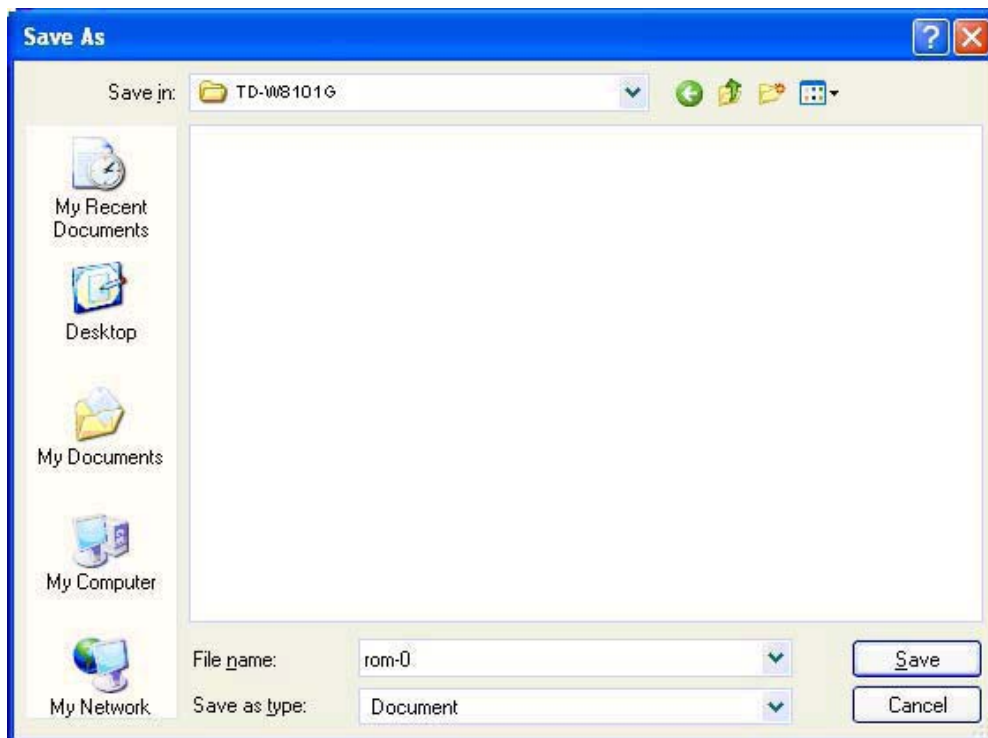 Save As
Save in: TD-W8101G
My Recent
Documents
Desktop
My Documents
My Computer
My Network
File name: rom-0
Save
Save as type: Document
Cancel